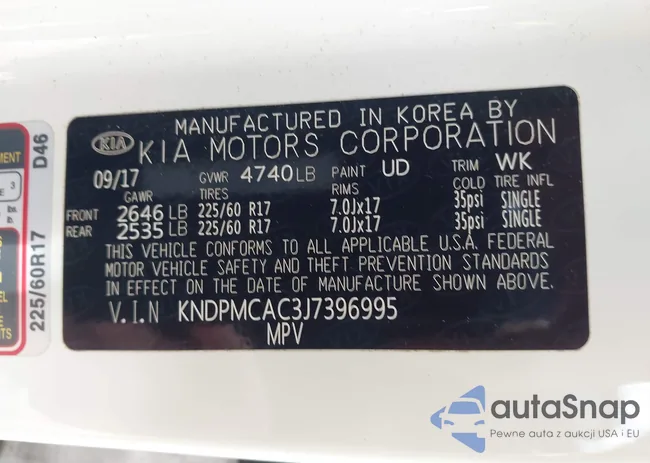 MANUFACTURED IN KOREA BY
KIA KIA MOTORS CORPORATION
09/17 GVWR 4740 LB PAINT UD TRIM WK
GAWR TIRES RIMS COLD TIRE INFL
FRONT 2646 LB 225/60 R17 7.0Jx17 35psi SINGLE
REAR 2535 LB 225/60 R17 7.0Jx17 35psi SINGLE
THIS VEHICLE CONFORMS TO ALL APPLICABLE U.S.A. FEDERAL
MOTOR VEHICLE SAFETY AND THEFT PREVENTION STANDARDS
IN EFFECT ON THE DATE OF MANUFACTURE SHOWN ABOVE.
V.I.N KNDPMCAC3J7396995
MPV
225/60R17 D46
autaSnap
Pewne auta z aukcji USA i EU